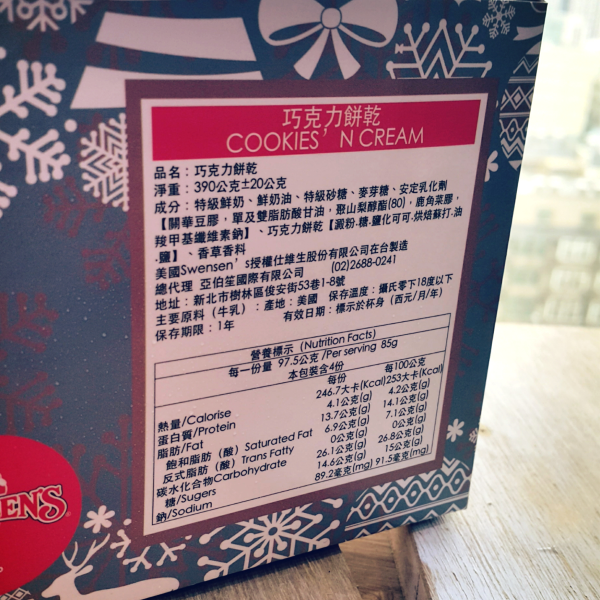 巧克力餅乾
COOKIES' N CREAM
品名：巧克力餅乾
淨重：390公克±20公克
成分：特級鮮奶、鮮奶油、特級砂糖、麥芽糖、安定乳化劑
【關華豆膠，單及雙脂肪酸甘油，聚山梨醇酯(80)，鹿角菜膠，
羧甲基纖維素鈉】、巧克力餅乾【澱粉.糖.鹽化可可.烘焙蘇打.油
.鹽】、香草香料
美國Swensen's授權仕維生股份有限公司在台製造
總代理 亞伯笙國際有限公司 (02)2688-0241
地址：新北市樹林區俊安街53巷1-8號
主要原料（牛乳）：產地：美國 保存溫度：攝氏零下18度以下
保存期限：1年 有效日期：標示於杯身（西元/月/年）
營養標示（Nutrition Facts）
每一份量 97.5公克/Per serving 85g
本包裝含4份
每份 每100公克
熱量/Calorise 246.7大卡(Kcal) 253大卡(Kcal)
蛋白質/Protein 4.1公克(g) 4.2公克(g)
脂肪/Fat 13.7公克(g) 14.1公克(g)
飽和脂肪（酸）Saturated Fat 6.9公克(g) 7.1公克(g)
反式脂肪（酸）Trans Fatty 0公克(g) 0公克(g)
碳水化合物Carbohydrate 26.1公克(g) 26.8公克(g)
糖/Sugers 14.6公克(g) 15公克(g)
鈉/Sodium 89.2毫克(mg) 91.5毫克(mg)
ENS